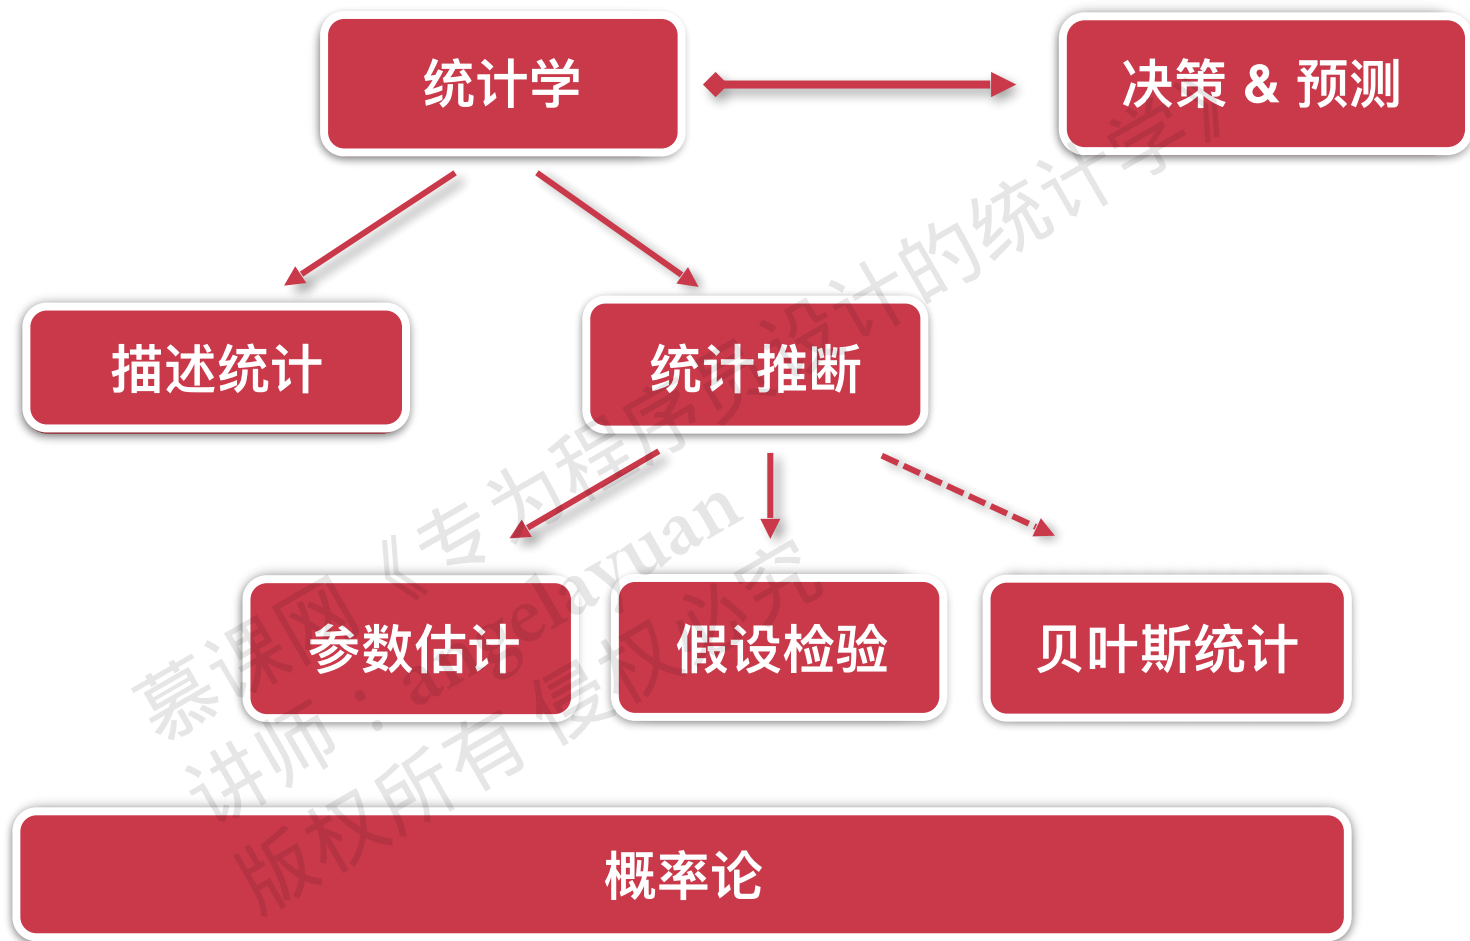 统计学
决策 & 预测
描述统计
统计推断
参数估计
假设检验
贝叶斯统计
概率论
慕课网《专为程序员设计的统计学》
讲师：angelayuan
版权所有 侵权必究